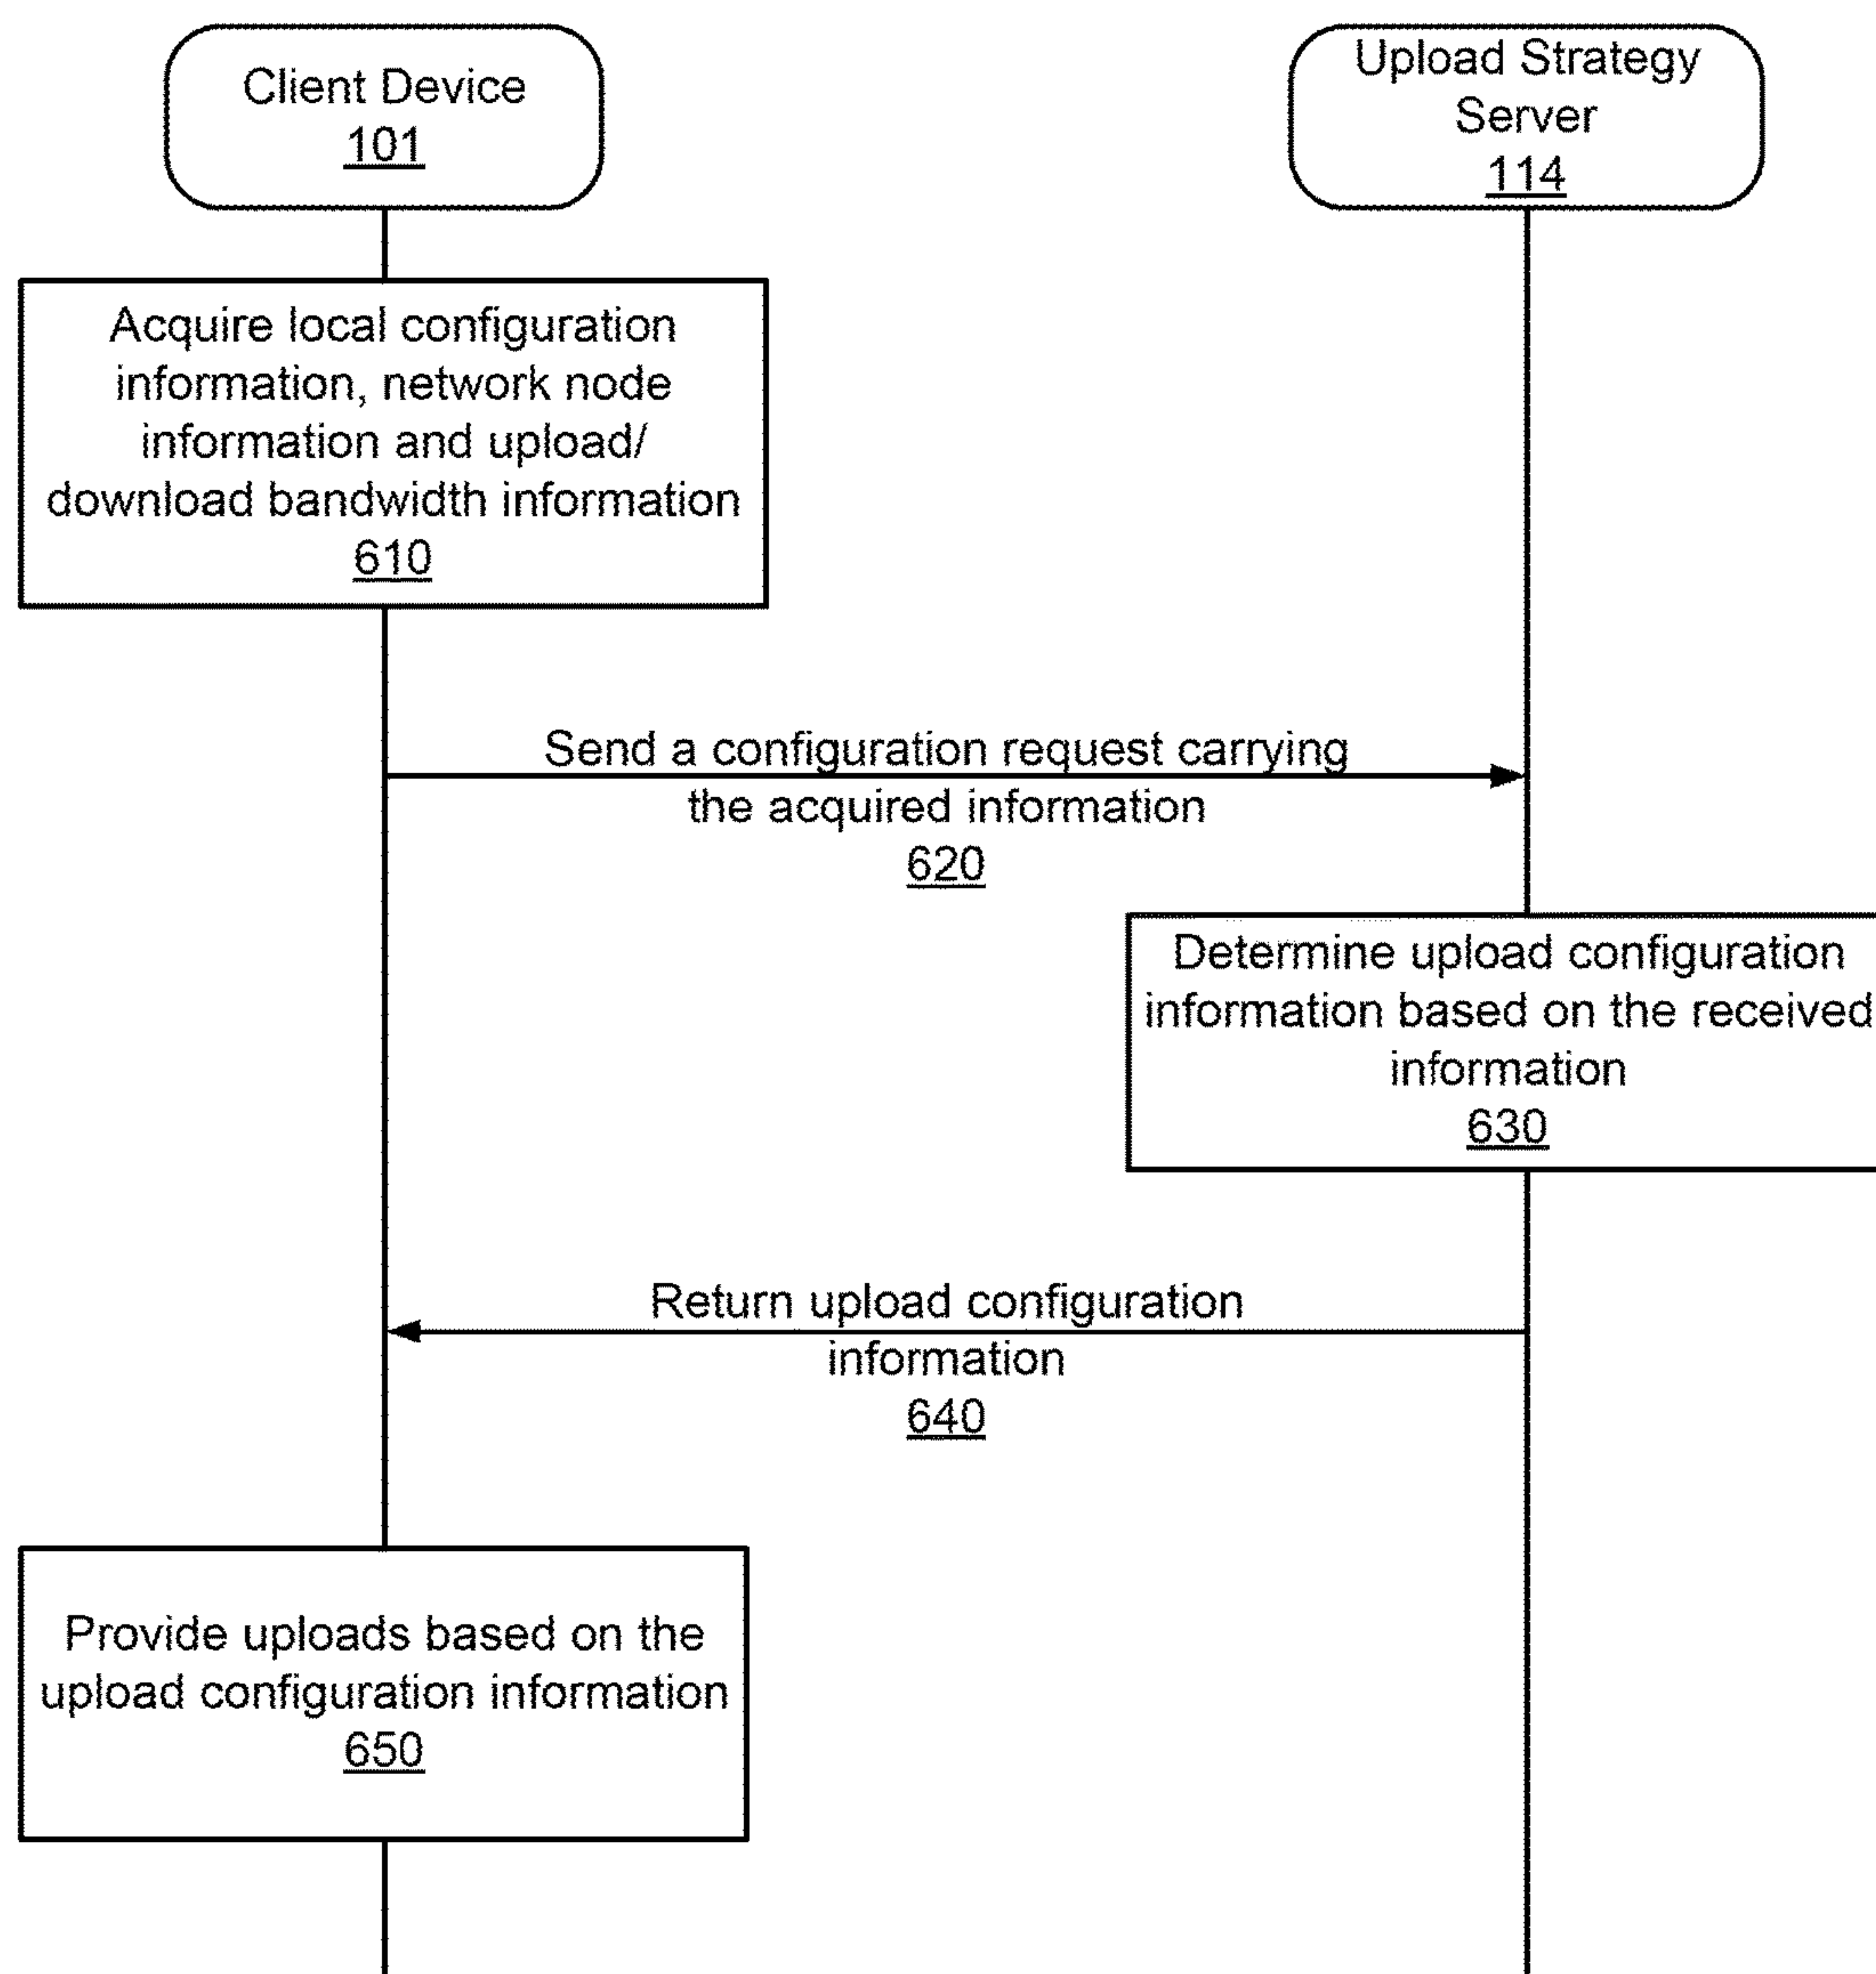 Client Device
101
Upload Strategy
Server
114
Acquire local configuration
information, network node
information and upload/
download bandwidth information
610
Send a configuration request carrying
the acquired information
620
Determine upload configuration
information based on the received
information
630
Return upload configuration
information
640
Provide uploads based on the
upload configuration information
650